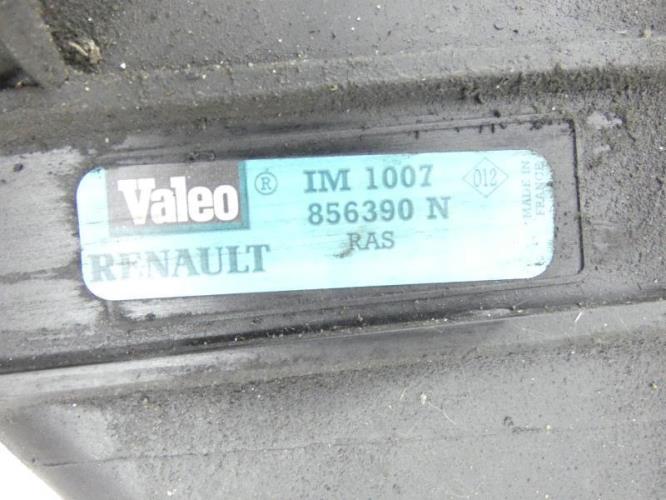 Valeo ® IM 1007 012
856390 N
RENAULT RAS
MADE IN
FRANCE